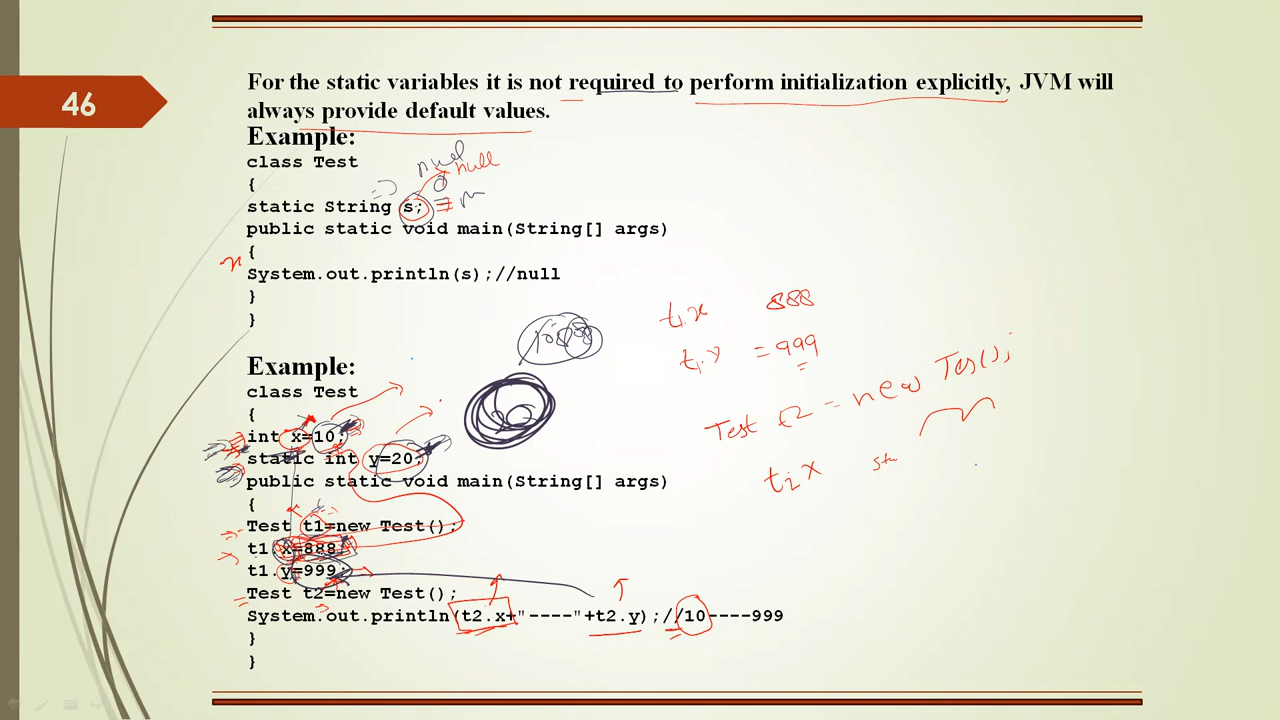 46
For the static variables it is not required to perform initialization explicitly, JVM will
always provide default values.
Example:
class Test
null
null
{
static String s;
public static void main(String[] args)
{
System.out.println(s);//null
}
}
t1.x 888
t1.y = 999
Test t2 = new Test();
t2 x
Example:
class Test
{
int x=10;
static int y=20;
public static void main(String[] args)
{
Test t1=new Test();
t1.x=888;
t1.y=999;
Test t2=new Test();
System.out.println(t2.x+"----"+t2.y);//10----999
}
}